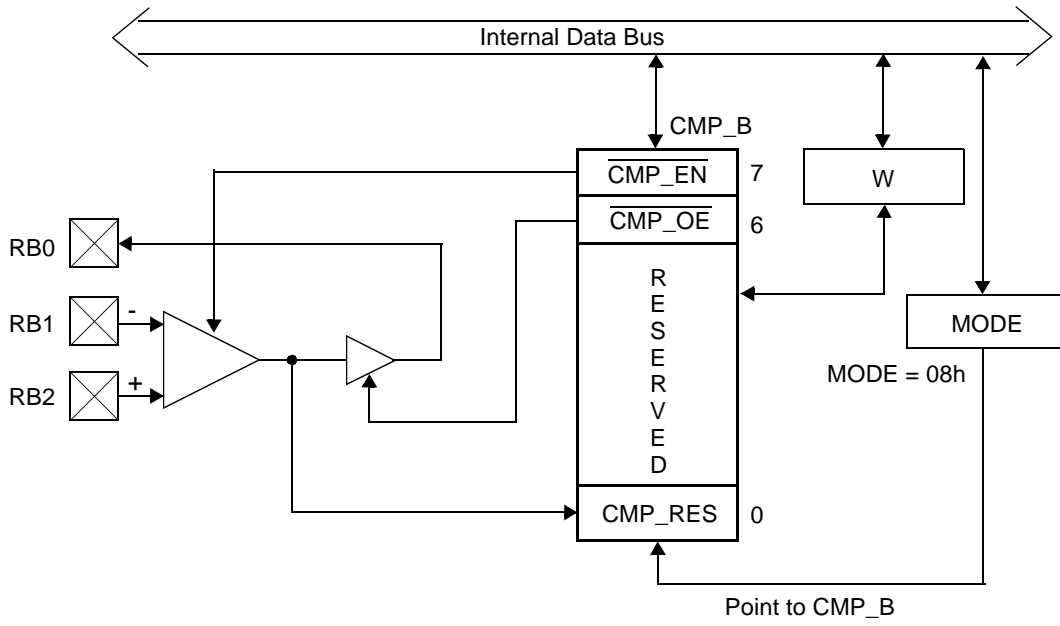 Internal Data Bus
CMP_B
CMP_EN
7
W
CMP_OE
6
RB0
RESERVED
RB1
-
MODE
RB2
+
MODE = 08h
CMP_RES
0
Point to CMP_B